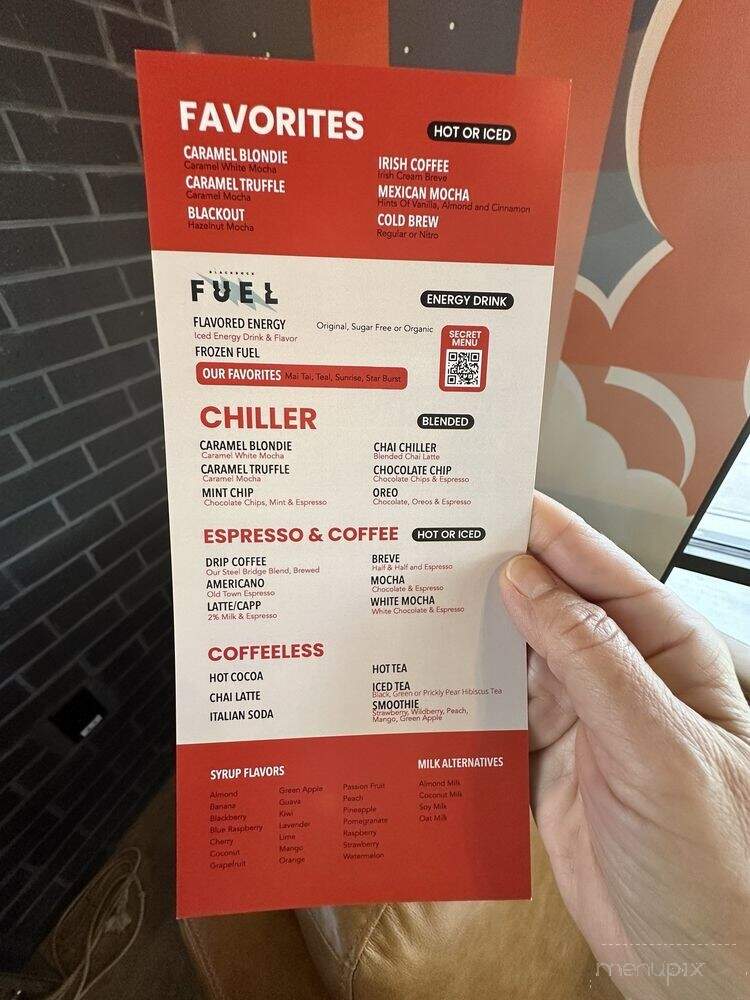 FAVORITES
HOT OR ICED
CARAMEL BLONDIE
Caramel White Mocha
CARAMEL TRUFFLE
Caramel Mocha
BLACKOUT
Hazelnut Mocha
IRISH COFFEE
Irish Cream Breve
MEXICAN MOCHA
Hints Of Vanilla, Almond and Cinnamon
COLD BREW
Regular or Nitro
BLACKROCK
FUEL
ENERGY DRINK
FLAVORED ENERGY
Iced Energy Drink & Flavor
Original, Sugar Free or Organic
FROZEN FUEL
OUR FAVORITES Mai Tai, Teal, Sunrise, Star Burst
SECRET
MENU
CHILLER
BLENDED
CARAMEL BLONDIE
Caramel White Mocha
CARAMEL TRUFFLE
Caramel Mocha
MINT CHIP
Chocolate Chips, Mint & Espresso
CHAI CHILLER
Blended Chai Latte
CHOCOLATE CHIP
Chocolate Chips & Espresso
OREO
Chocolate, Oreos & Espresso
ESPRESSO & COFFEE
HOT OR ICED
DRIP COFFEE
Our Steel Bridge Blend, Brewed
AMERICANO
Old Town Espresso
LATTE/CAPP
2% Milk & Espresso
BREVE
Half & Half and Espresso
MOCHA
Chocolate & Espresso
WHITE MOCHA
White Chocolate & Espresso
COFFEELESS
HOT COCOA
CHAI LATTE
ITALIAN SODA
HOT TEA
ICED TEA
Black, Green or Prickly Pear Hibiscus Tea
SMOOTHIE
Strawberry, Wildberry, Peach,
Mango, Green Apple
SYRUP FLAVORS
Almond
Banana
Blackberry
Blue Raspberry
Cherry
Coconut
Grapefruit
Green Apple
Guava
Kiwi
Lavender
Lime
Mango
Orange
Passion Fruit
Peach
Pineapple
Pomegranate
Raspberry
Strawberry
Watermelon
MILK ALTERNATIVES
Almond Milk
Coconut Milk
Soy Milk
Oat Milk
menupix